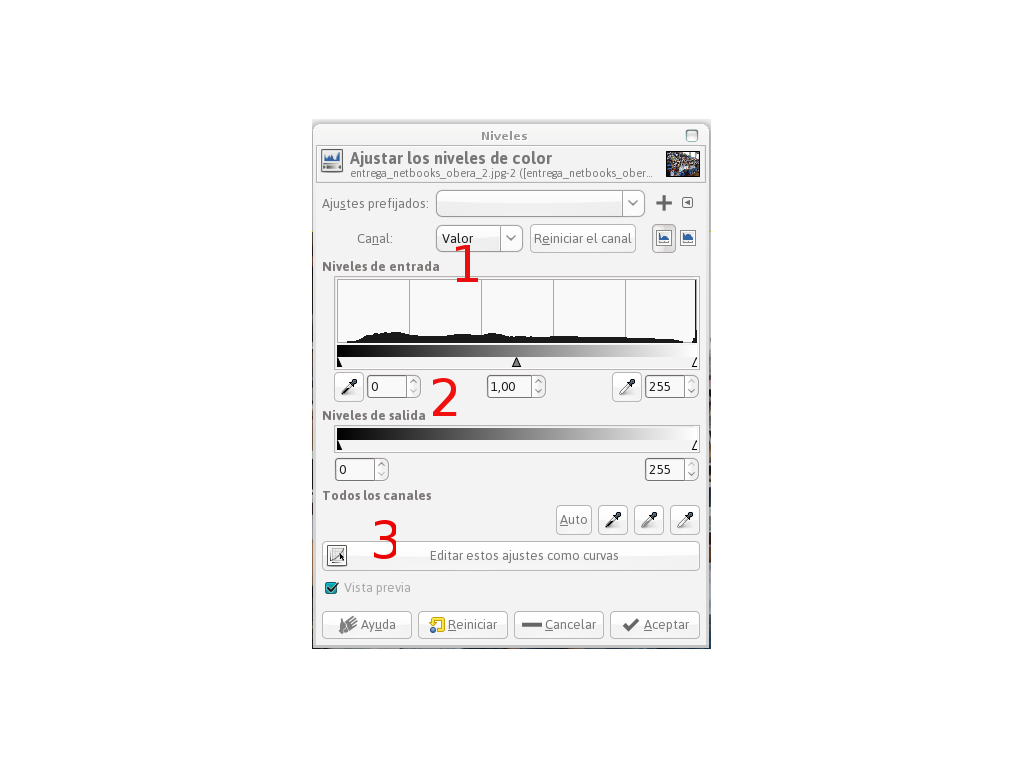 Niveles
Ajustar los niveles de color
entrega_netbooks_obera_2.jpg-2 ([entrega_netbooks_ober...
Ajustes prefijados:
Canal: Valor Reiniciar el canal
1
Niveles de entrada
0 1,00 255
2
Niveles de salida
0 255
Todos los canales
Auto
3
Editar estos ajustes como curvas
Vista previa
Ayuda Reiniciar Cancelar Aceptar